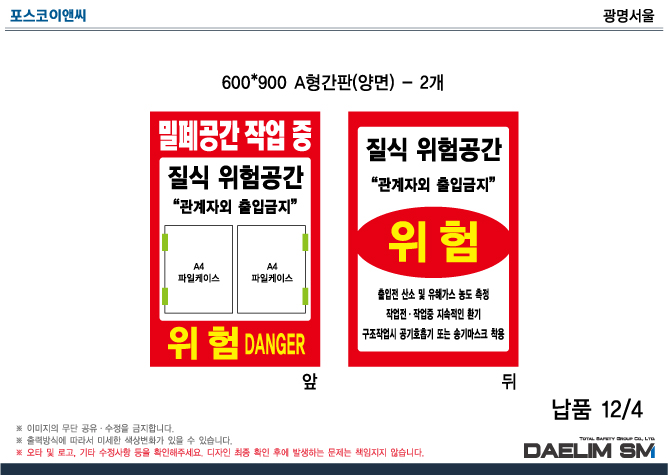 포스코이앤씨
광명서울
600*900 A형간판(양면) - 2개
밀폐공간 작업 중
질식 위험공간
“관계자외 출입금지”
A4
파일케이스
A4
파일케이스
위험 DANGER
앞
질식 위험공간
“관계자외 출입금지”
위험
출입전 산소 및 유해가스 농도 측정
작업전·작업중 지속적인 환기
구조작업시 공기호흡기 또는 송기마스크 착용
뒤
납품 12/4
※ 이미지의 무단 공유·수정을 금지합니다.
※ 출력방식에 따라서 미세한 색상변화가 있을 수 있습니다.
※ 오타 및 로고, 기타 수정사항 등을 확인해주세요. 디자인 최종 확인 후에 발생하는 문제는 책임지지 않습니다.
Total Safety Group Co., Ltd.
DAELIM SM